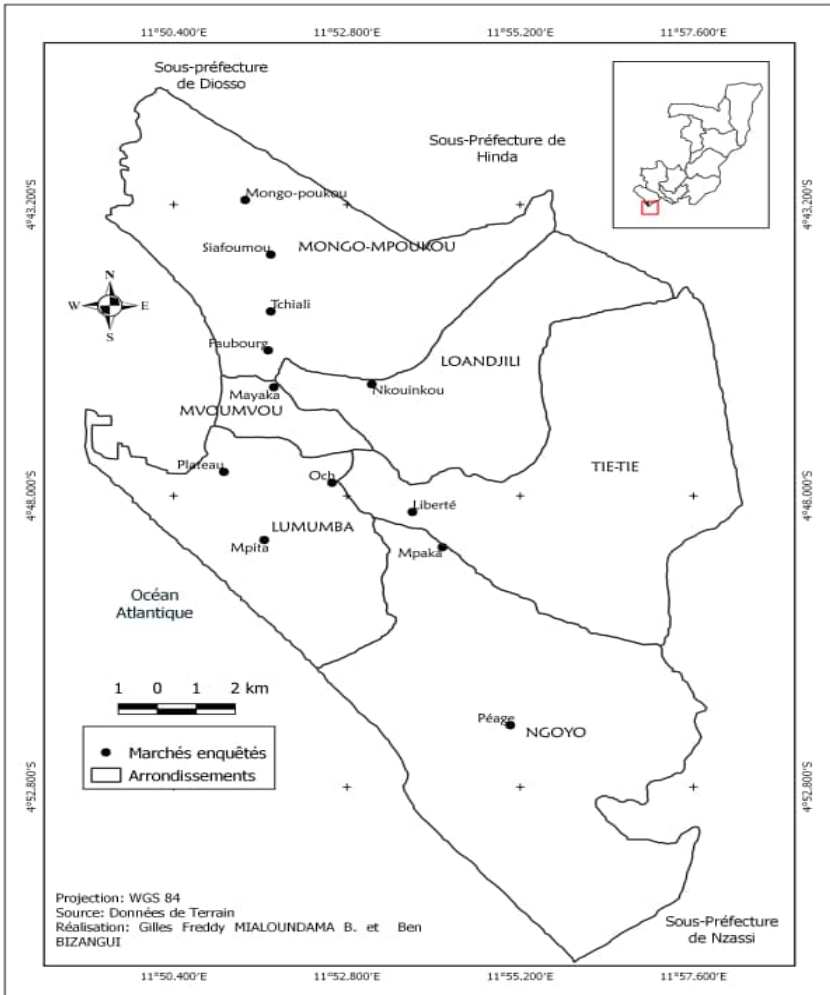 11°50.400'E 11°52.800'E 11°55.200'E 11°57.600'E
Sous-préfecture
de Diosso
Sous-Préfecture de
Hinda
4°43.200'S
4°43.200'S
Mongo-poukou
Siafoumou
MONGO-MPOUKOU
N
W E
S
Tchiali
Faubourg
LOANDJILI
Mayaka
Nkouinkou
MVOUMVOU
Plateau
Och
TIE-TIE
4°48.000'S
4°48.000'S
Liberté
LUMUMBA
Mpita
Mpaka
Océan
Atlantique
1 0 1 2 km
Péage
NGOYO
Marchés enquêtés
Arrondissements
4°52.800'S
4°52.800'S
Projection: WGS 84
Source: Données de Terrain
Réalisation: Gilles Freddy MIALOUNDAMA B. et Ben
BIZANGUI
Sous-Préfecture
de Nzassi
11°50.400'E 11°52.800'E 11°55.200'E 11°57.600'E